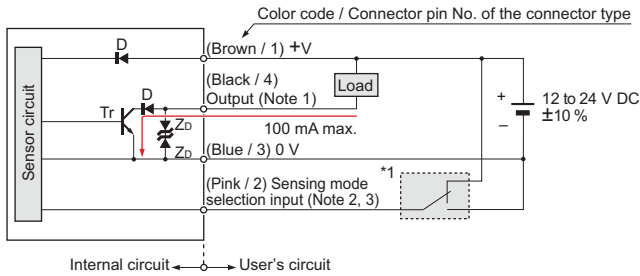 Color code / Connector pin No. of the connector type
D
(Brown / 1) +V
(Black / 4)
Output (Note 1)
Load
D
Tr
ZD
ZD
100 mA max.
+
–
12 to 24 V DC
±10 %
(Blue / 3) 0 V
*1
(Pink / 2) Sensing mode
selection input (Note 2, 3)
Sensor circuit
Internal circuit
User's circuit